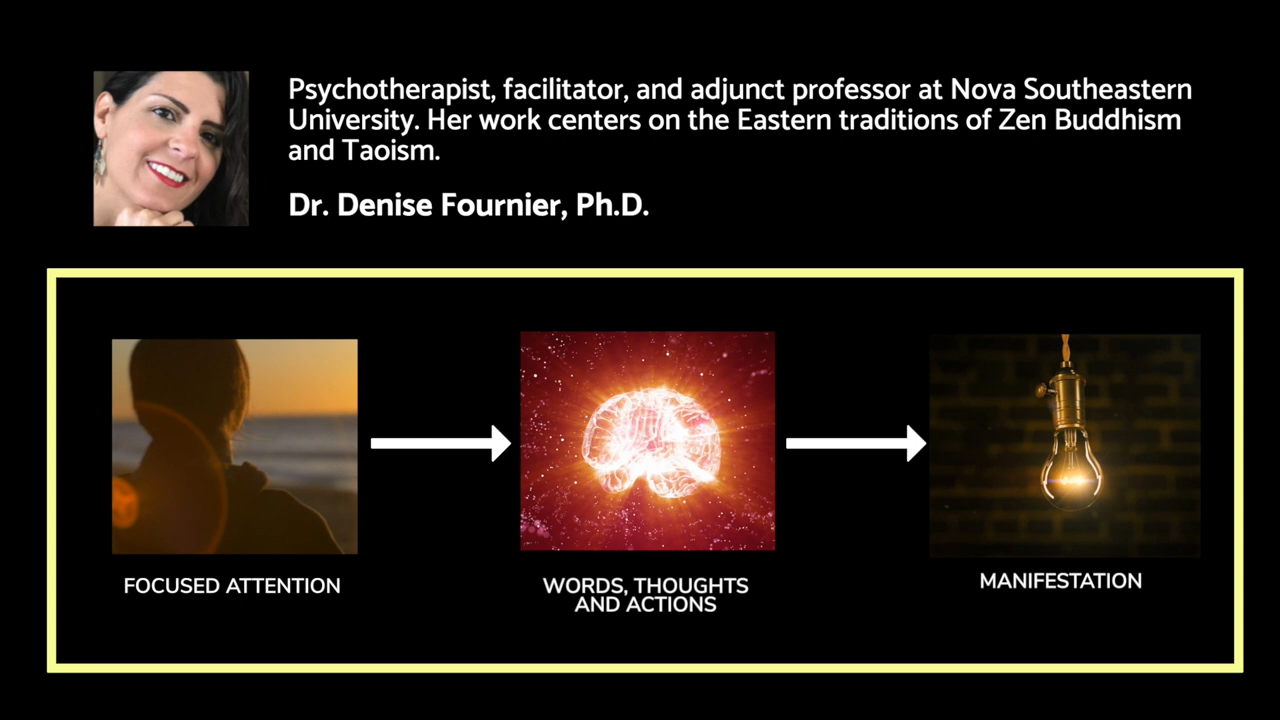 Psychotherapist, facilitator, and adjunct professor at Nova Southeastern
University. Her work centers on the Eastern traditions of Zen Buddhism
and Taoism.
Dr. Denise Fournier, Ph.D.
FOCUSED ATTENTION
WORDS, THOUGHTS
AND ACTIONS
MANIFESTATION